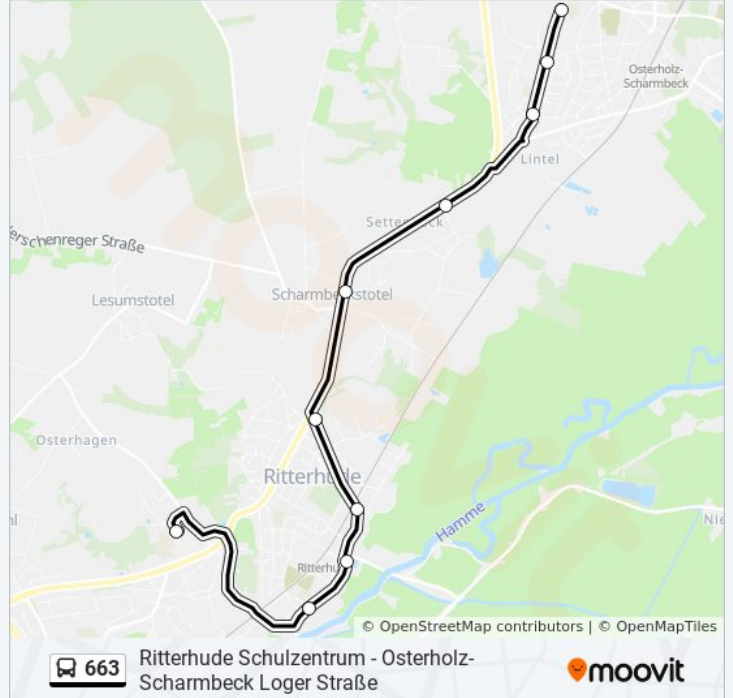 Osterholz-
Scharmbeck
Lintel
erschenreger Straße
Lesumstotel
Scharmbeckstotel
Osterhagen
Ritterhude
Hamme
Nie
© OpenStreetMap contributors | © OpenMapTiles
663
Ritterhude Schulzentrum - Osterholz-
Scharmbeck Loger Straße
moovit